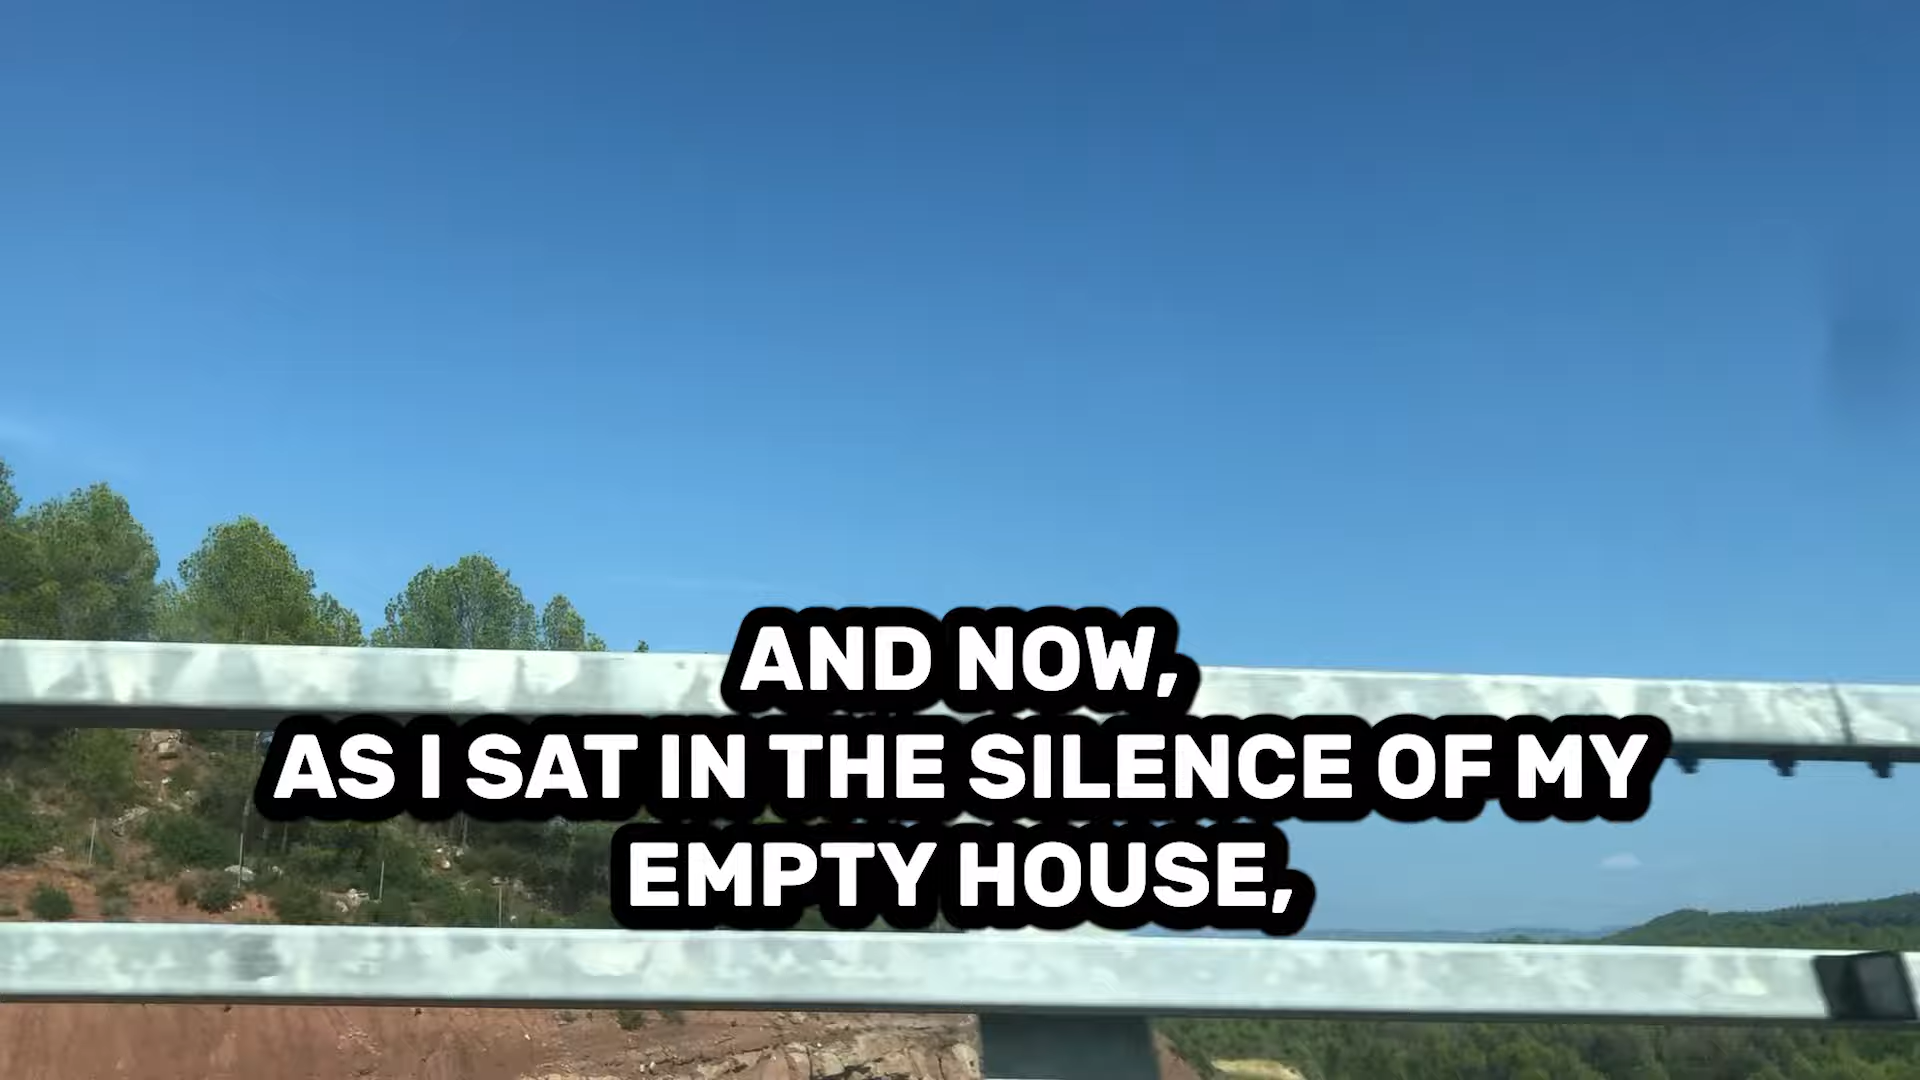 AND NOW,
AS I SAT IN THE SILENCE OF MY
EMPTY HOUSE,